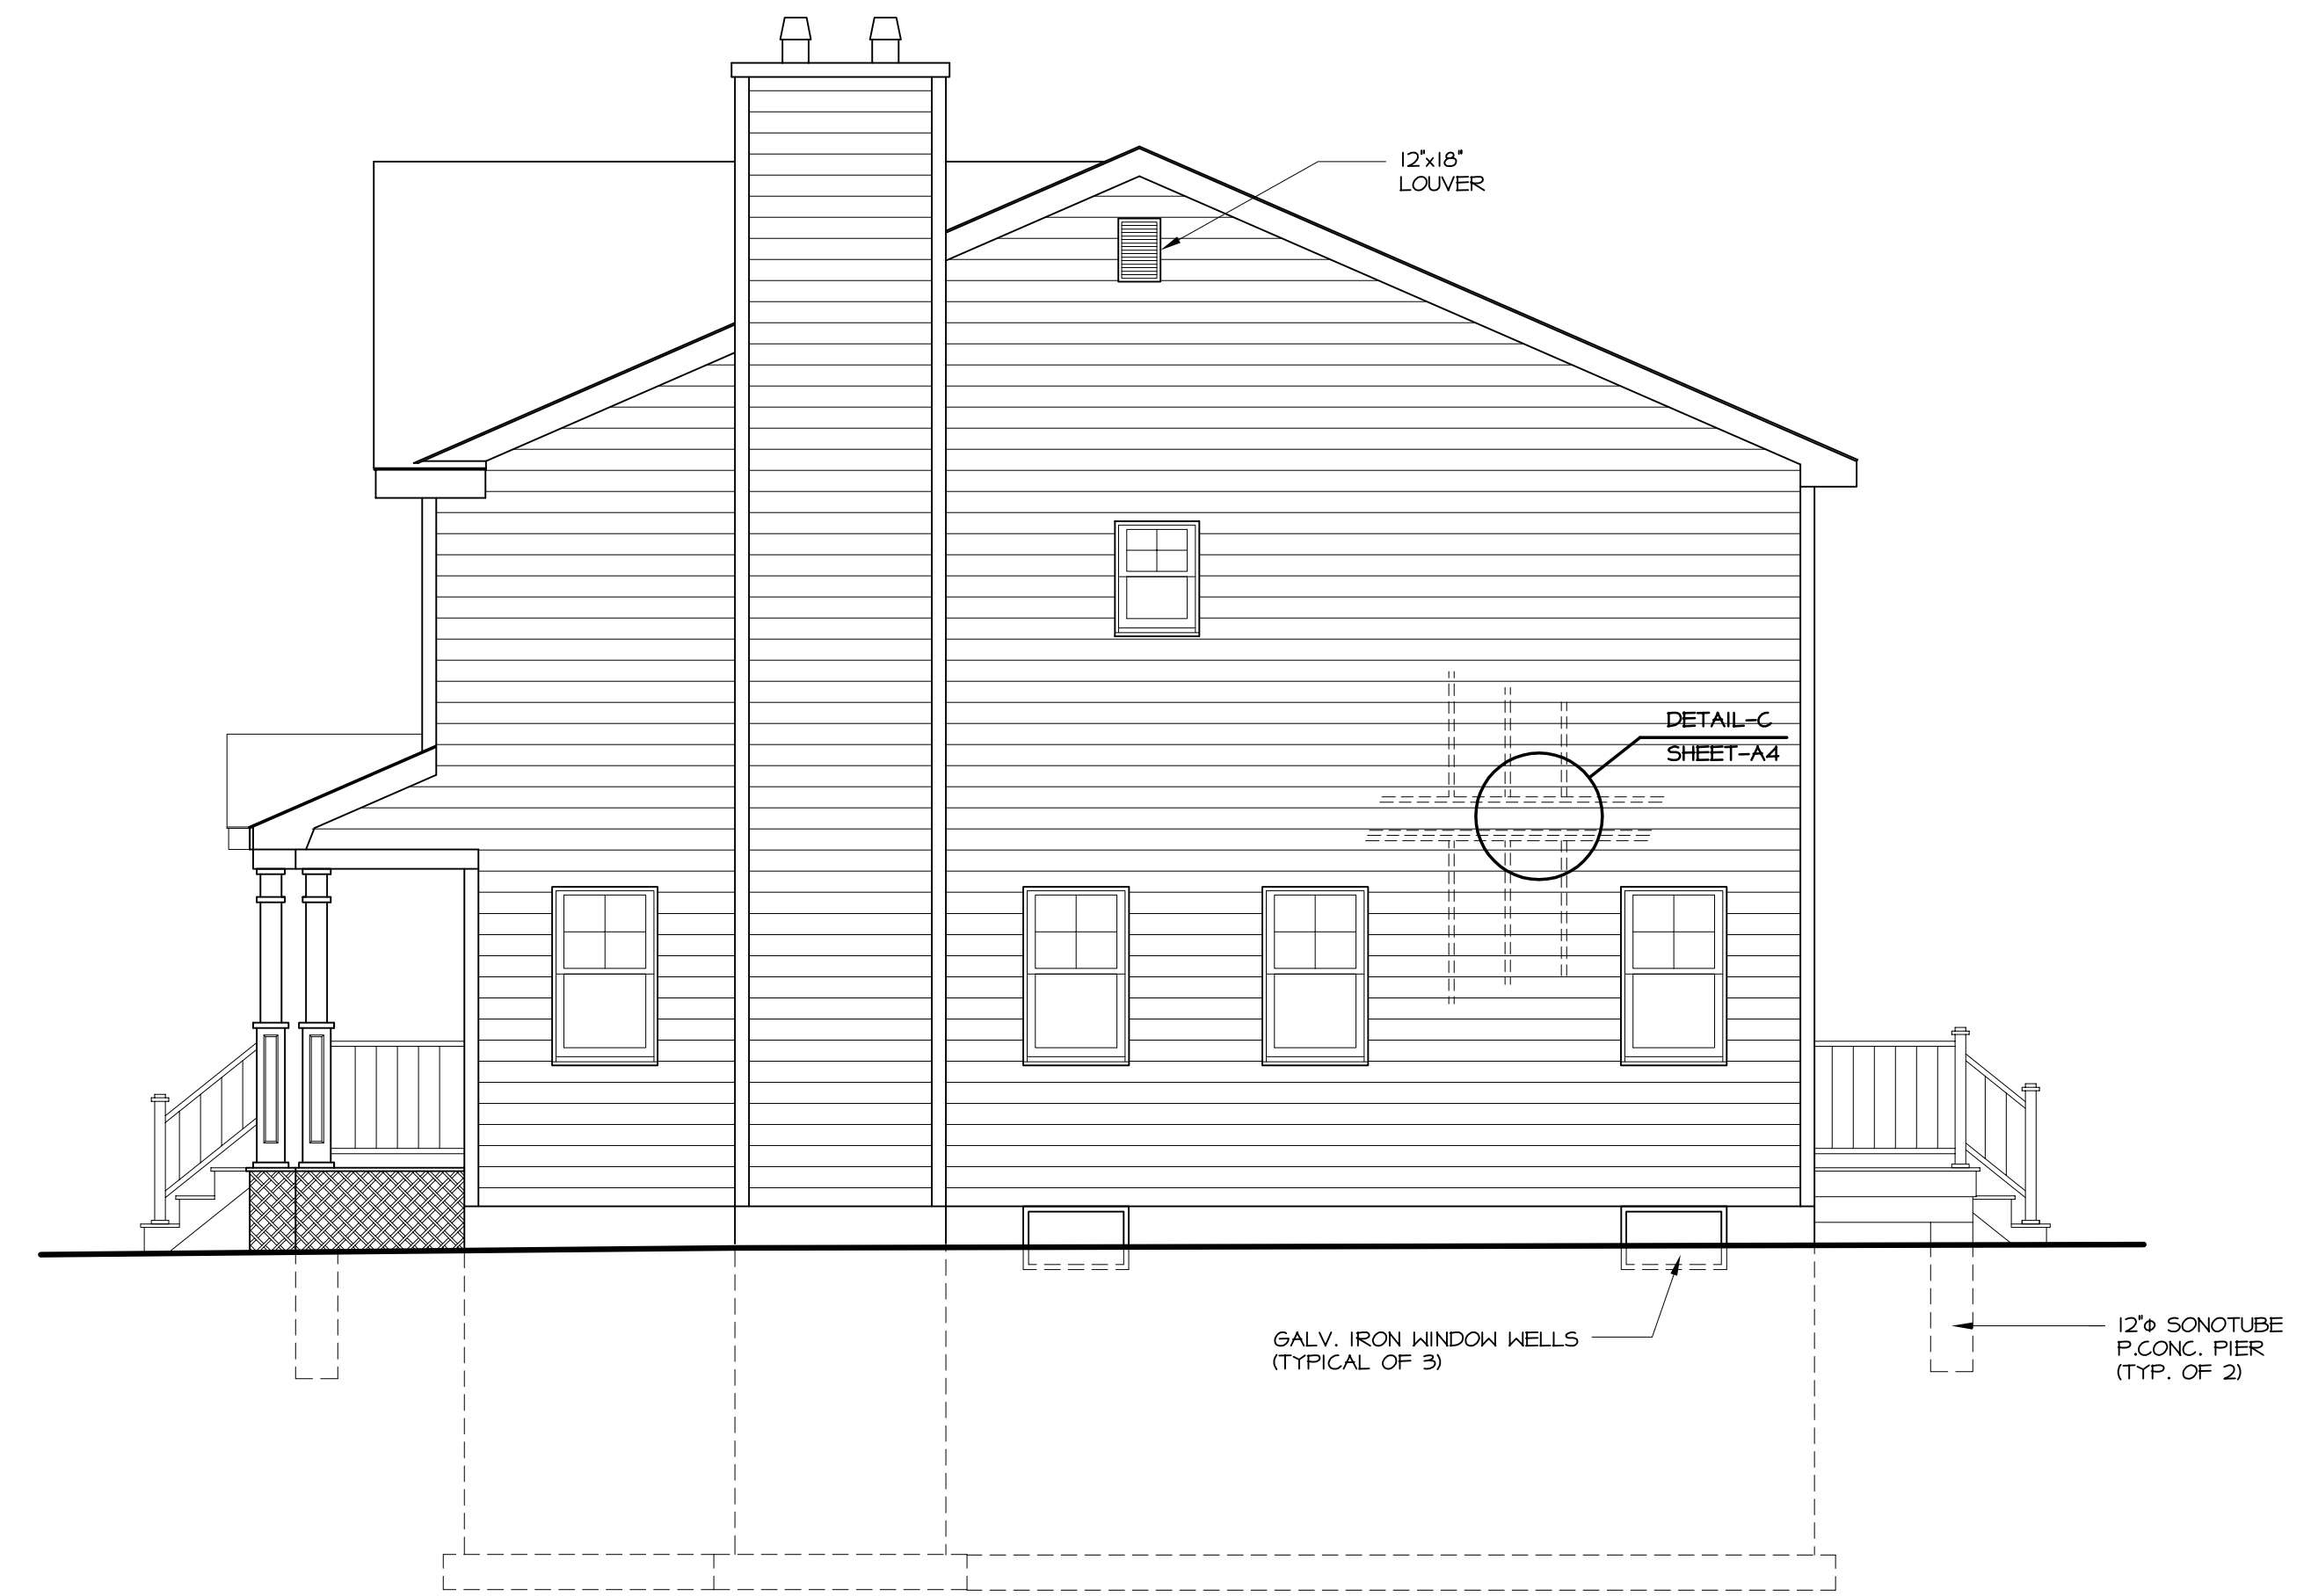 12"x18"
LOUVER
DETAIL-C
SHEET-A4
GALV. IRON WINDOW WELLS
(TYPICAL OF 3)
12"Φ SONOTUBE
P.CONC. PIER
(TYP. OF 2)